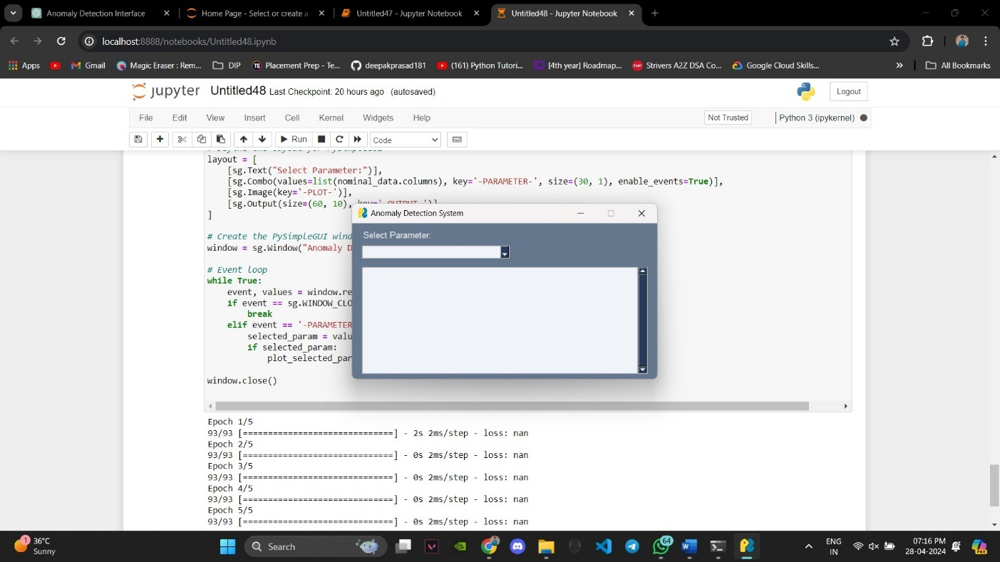 Anomaly Detection Interface
Home Page - Select or create a
Untitled47 - Jupyter Notebook
Untitled48 - Jupyter Notebook
localhost:8888/notebooks/Untitled48.ipynb
Apps
Gmail
Magic Eraser : Rem...
DIP
TS
Placement Prep - Te...
deepakprasad181
(161) Python Tutori...
[4th year] Roadmap...
Strivers A2Z DSA Co...
Google Cloud Skills...
All Bookmarks
jupyter Untitled48 Last Checkpoint: 20 hours ago (autosaved)
Logout
File Edit View Insert Cell Kernel Widgets Help
Not Trusted
Python 3 (ipykernel)
Run
Code
layout = [
[sg.Text("Select Parameter:")],
[sg.Combo(values=list(nominal_data.columns), key='-PARAMETER-', size=(30, 1), enable_events=True)],
[sg.Image(key='-PLOT-')],
[sg.Output(size=(60, 10),
]
Anomaly Detection System
Select Parameter:
# Create the PySimpleGUI wind
window = sg.Window("Anomaly D
# Event loop
while True:
event, values = window.re
if event == sg.WINDOW_CLO
break
elif event == '-PARAMETER
selected_param = valu
if selected_param:
plot_selected_par
window.close()
Epoch 1/5
93/93 [==============================] - 2s 2ms/step - loss: nan
Epoch 2/5
93/93 [==============================] - 0s 2ms/step - loss: nan
Epoch 3/5
93/93 [==============================] - 0s 2ms/step - loss: nan
Epoch 4/5
93/93 [==============================] - 0s 2ms/step - loss: nan
Epoch 5/5
93/93 [==============================] - 0s 2ms/step - loss: nan
1
36°C
Sunny
Search
64
ENG
IN
07:16 PM
28-04-2024
PRE